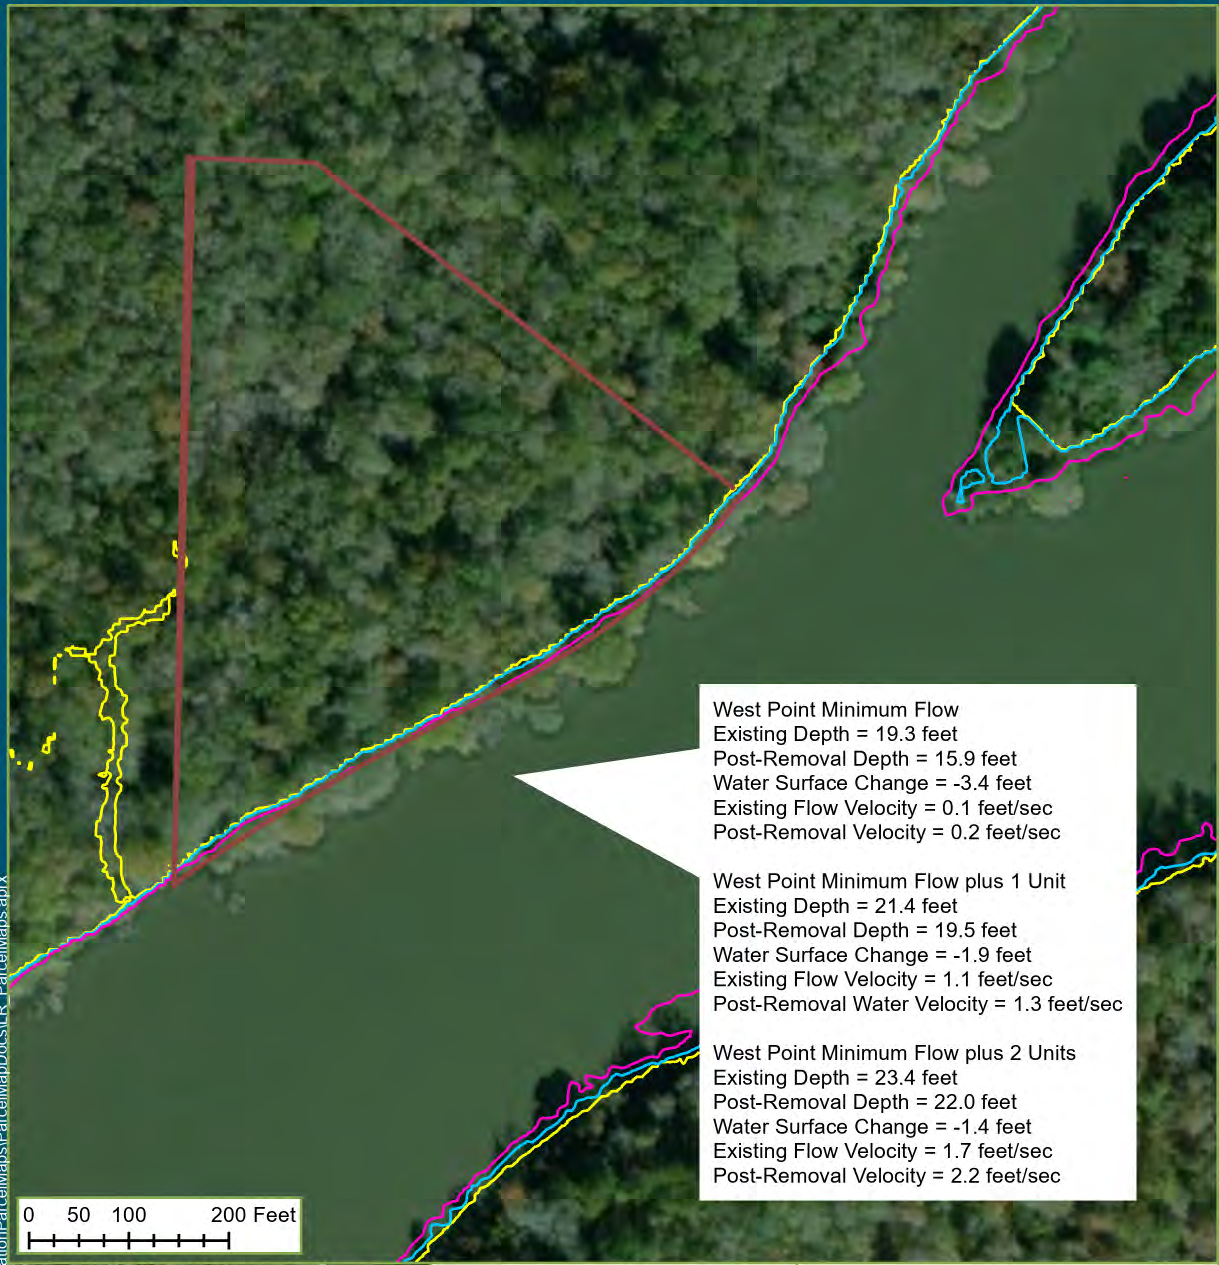 West Point Minimum Flow
Existing Depth = 19.3 feet
Post-Removal Depth = 15.9 feet
Water Surface Change = -3.4 feet
Existing Flow Velocity = 0.1 feet/sec
Post-Removal Velocity = 0.2 feet/sec
West Point Minimum Flow plus 1 Unit
Existing Depth = 21.4 feet
Post-Removal Depth = 19.5 feet
Water Surface Change = -1.9 feet
Existing Flow Velocity = 1.1 feet/sec
Post-Removal Water Velocity = 1.3 feet/sec
West Point Minimum Flow plus 2 Units
Existing Depth = 23.4 feet
Post-Removal Depth = 22.0 feet
Water Surface Change = -1.4 feet
Existing Flow Velocity = 1.7 feet/sec
Post-Removal Velocity = 2.2 feet/sec
0 50 100 200 Feet